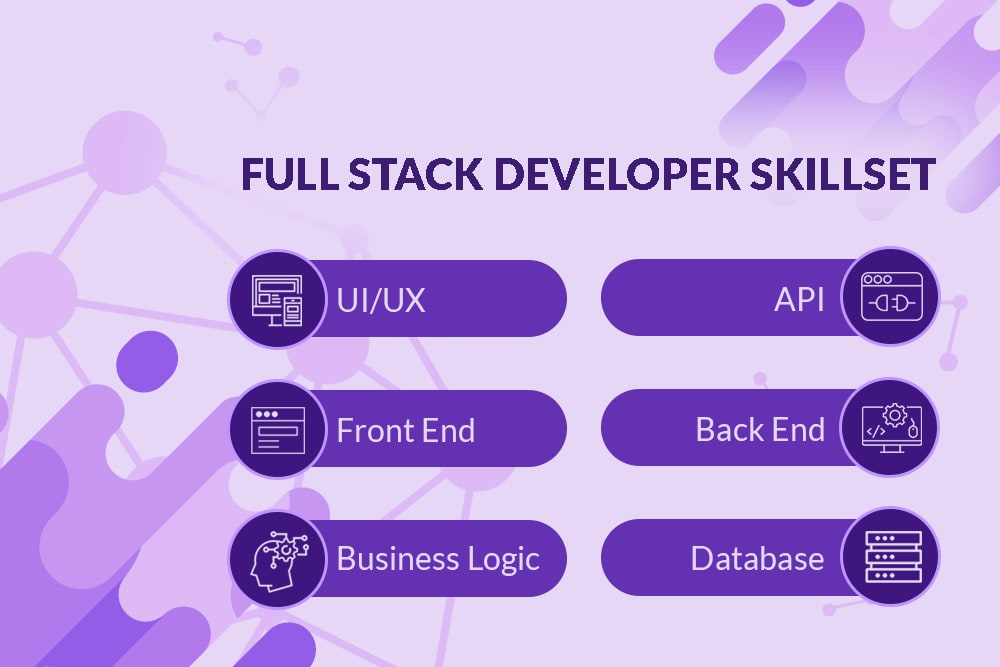 FULL STACK DEVELOPER SKILLSET
UI/UX
API
Front End
Back End
</>
Business Logic
Database